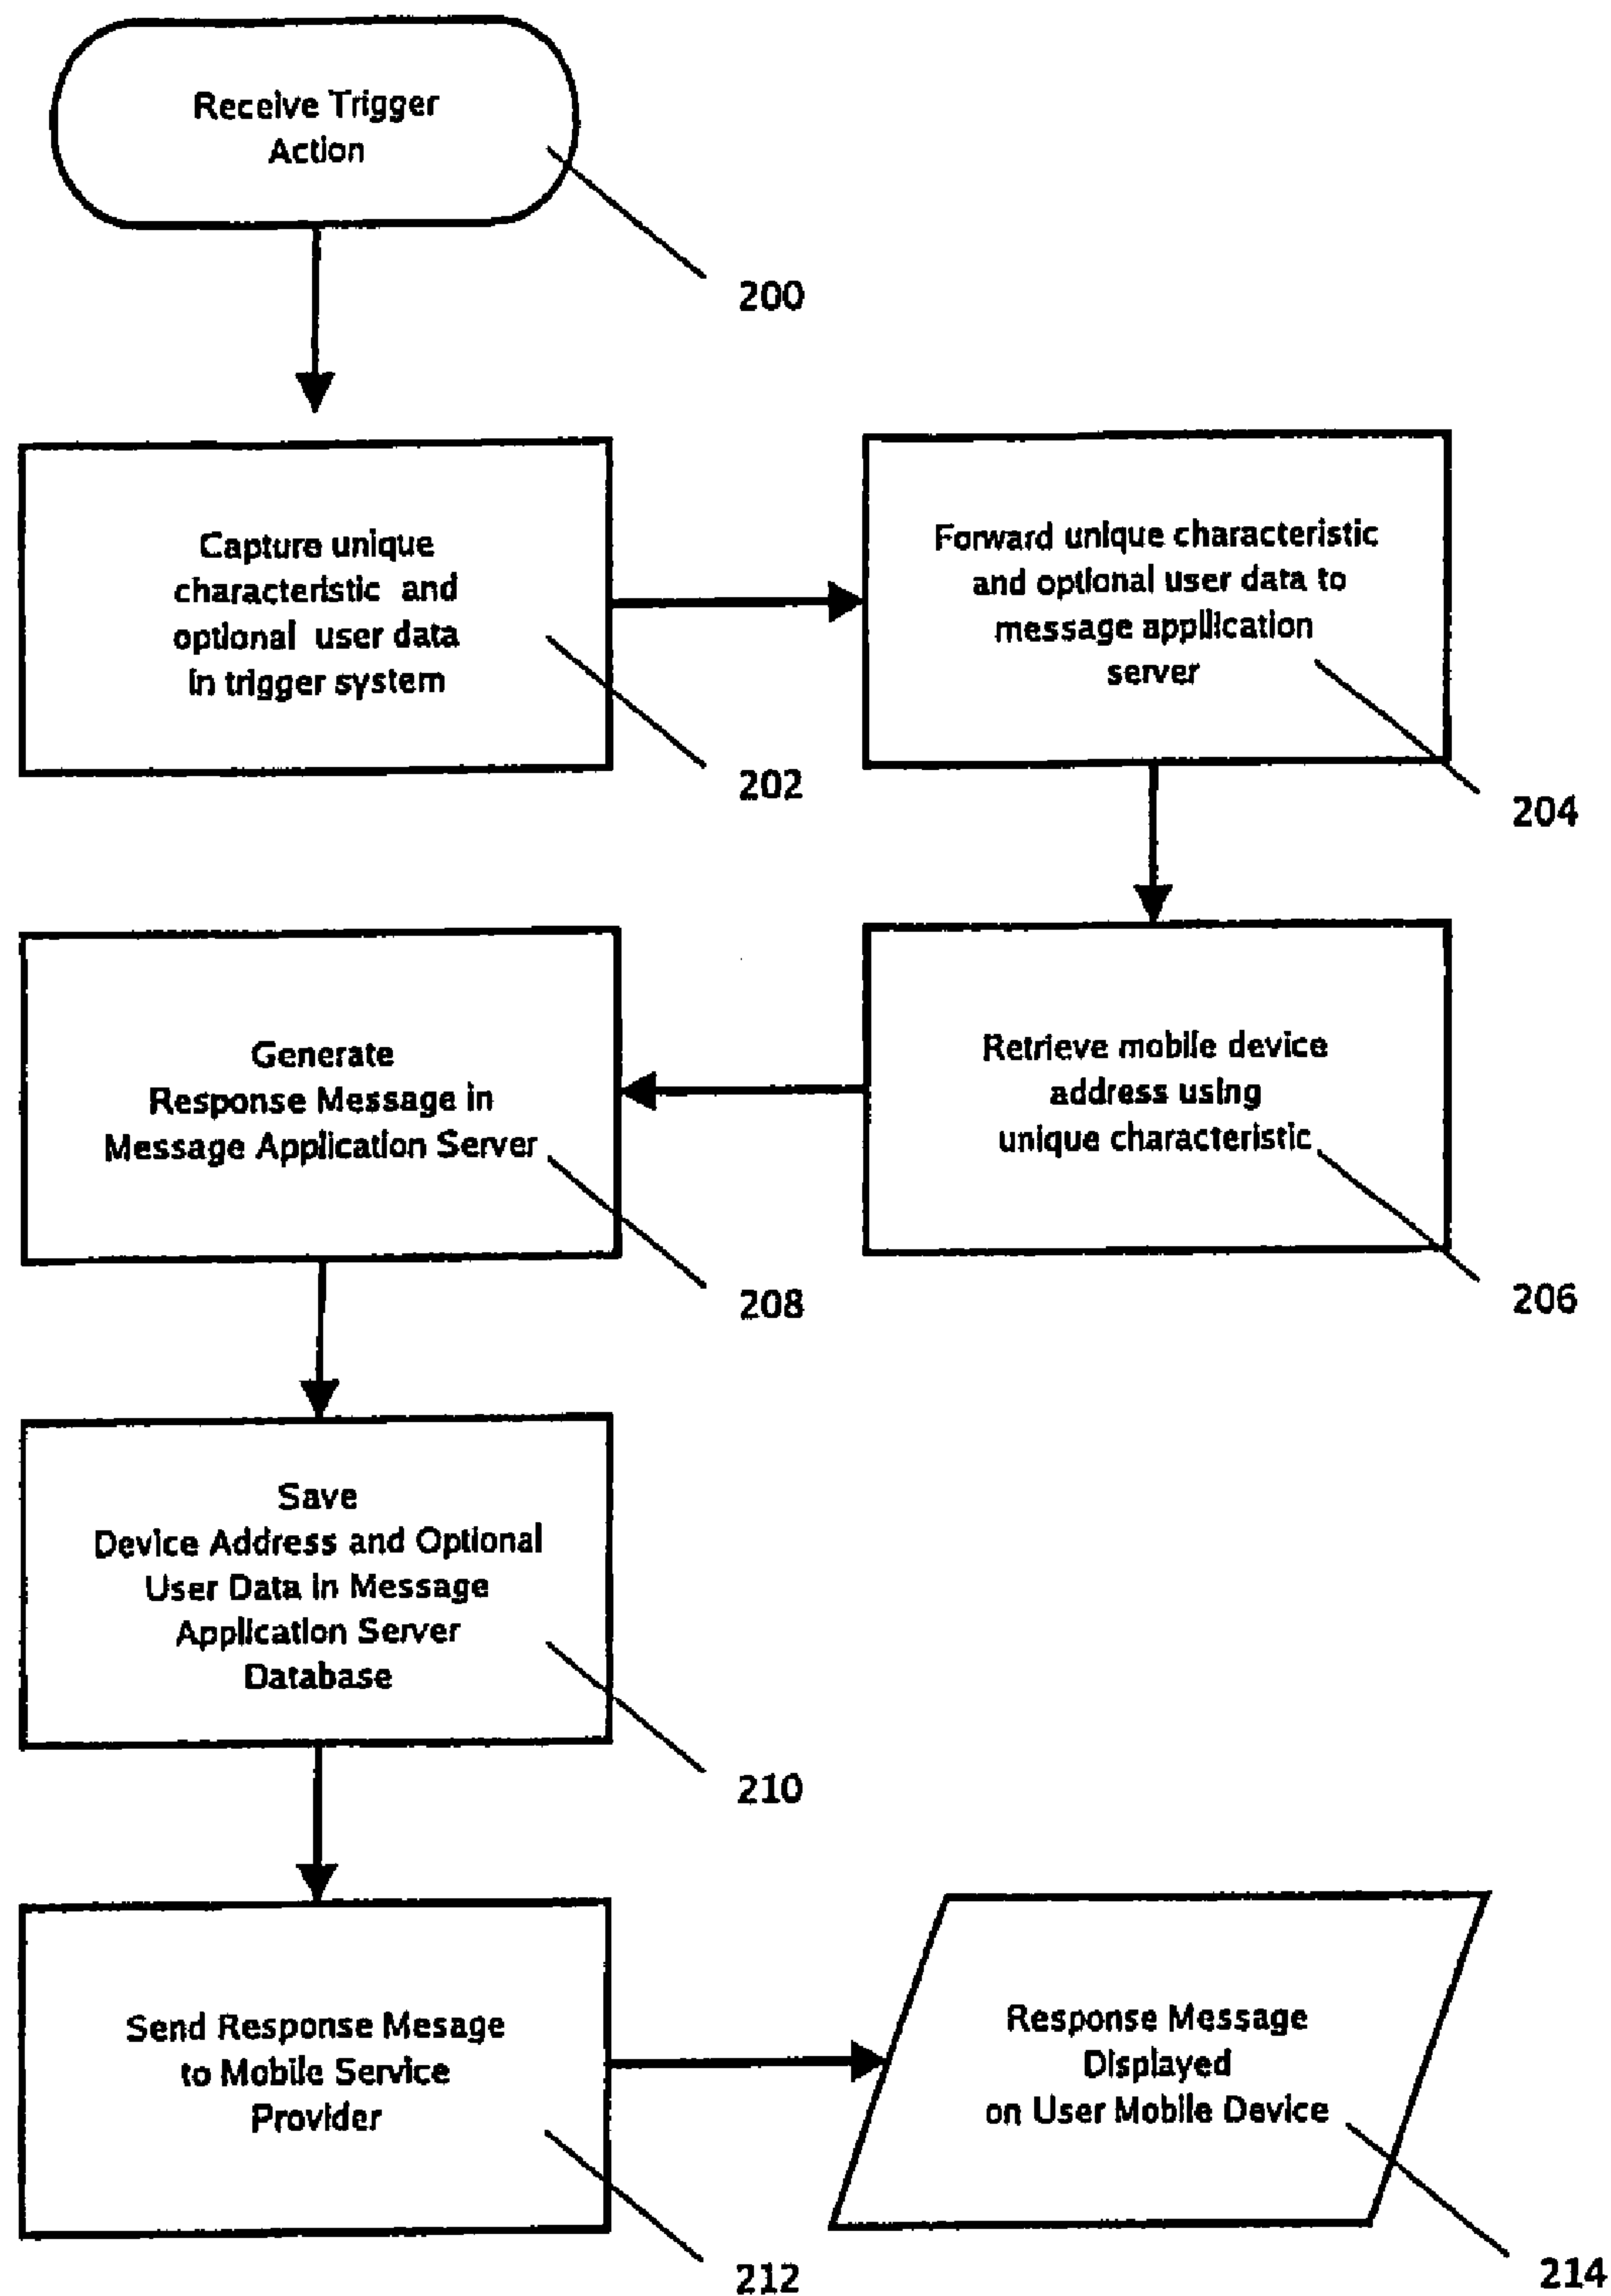 Receive Trigger
Action
200
Capture unique
characteristic and
optional user data
in trigger system
202
Forward unique characteristic
and optional user data to
message appllication
server
204
Retrieve mobile device
address using
unique characteristic
206
Generate
Response Message in
Message Application Server
208
Save
Device Address and Optional
User Data in Message
Application Server
Database
210
Send Response Mesage
to Mobile Service
Provider
212
Response Message
Displayed
on User Mobile Device
214